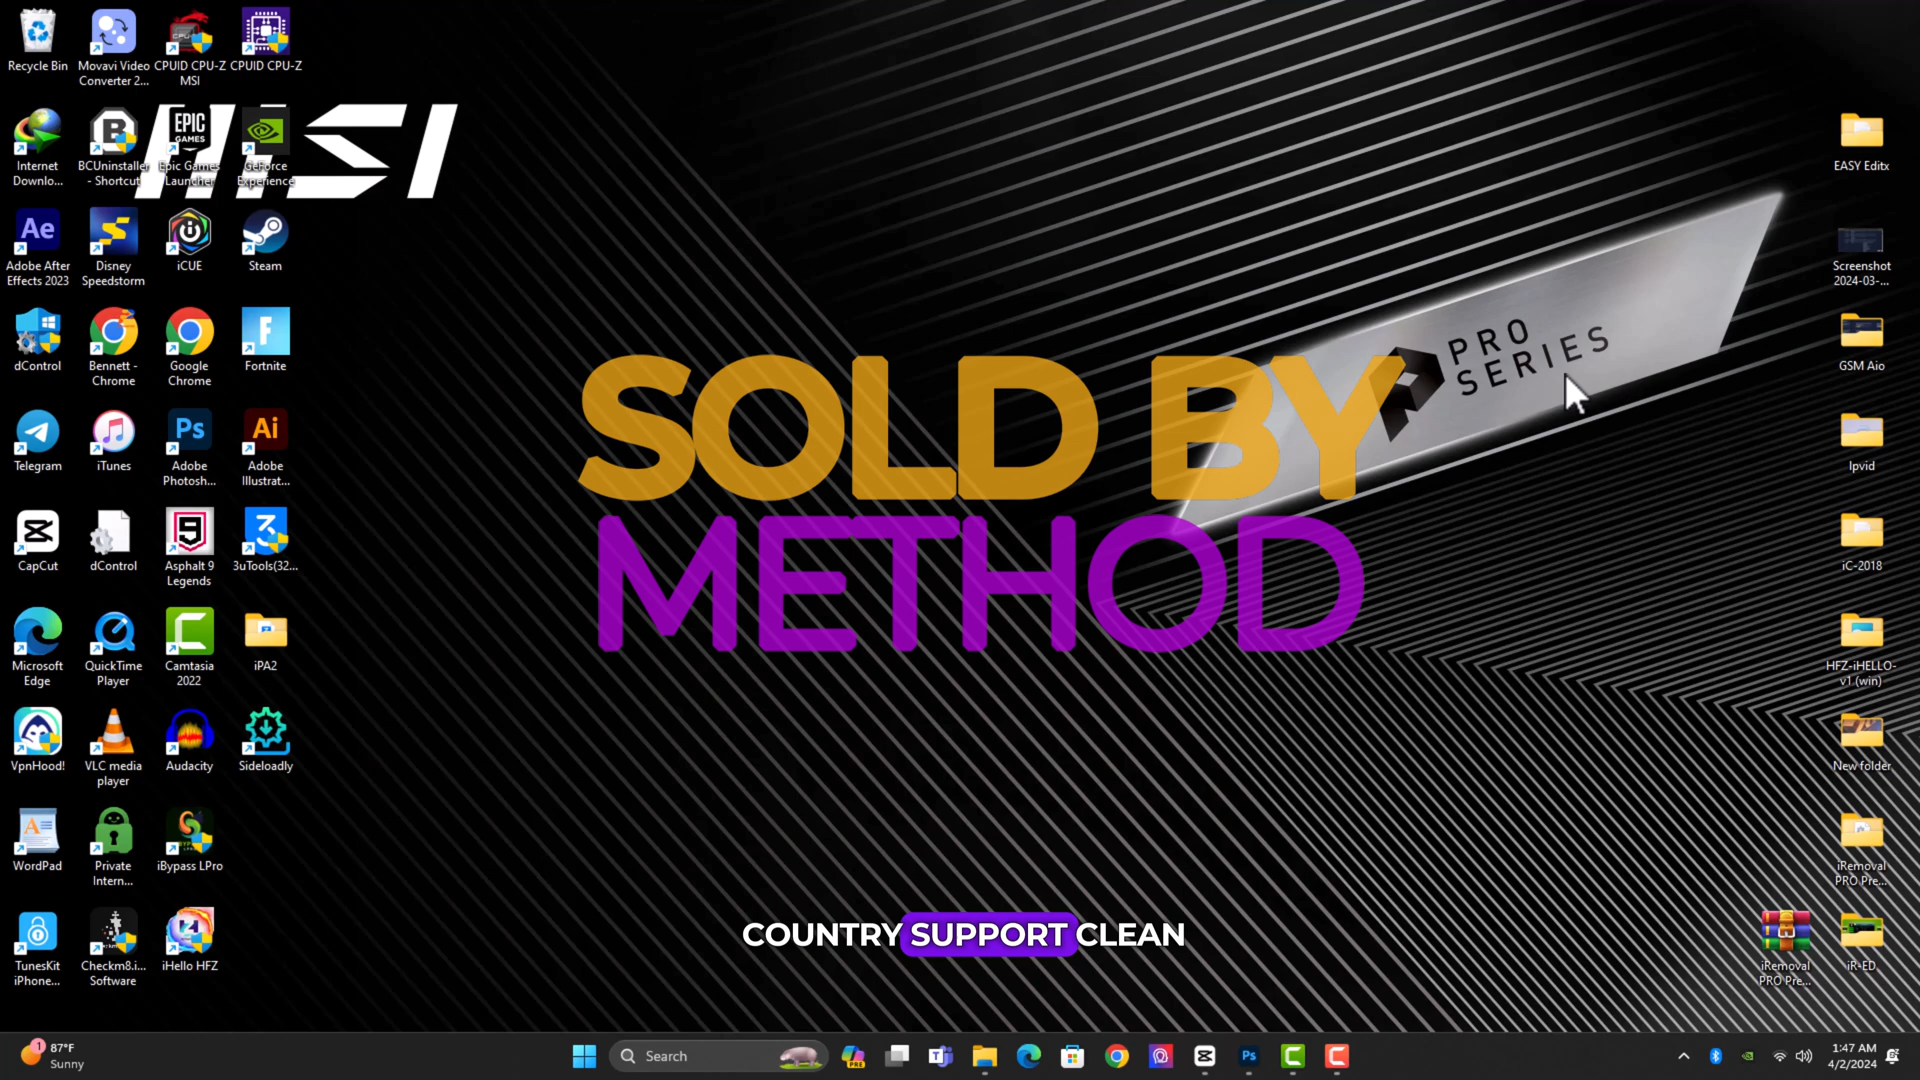 Recycle Bin
Movavi Video
Converter 2...
CPUID CPU-Z
MSI
CPUID CPU-Z
Internet
Downlo...
BCUninstaller
- Shortcut
Epic Games
Launcher
GeForce
Experience
EPIC
GAMES
msi
Adobe After
Effects 2023
Disney
Speedstorm
iCUE
Steam
dControl
Bennett -
Chrome
Google
Chrome
Fortnite
Telegram
iTunes
Adobe
Photosh...
Adobe
Illustrat...
CapCut
dControl
Asphalt 9
Legends
3uTools(32...
Microsoft
Edge
QuickTime
Player
Camtasia
2022
iPA2
VpnHood!
VLC media
player
Audacity
Sideloadly
WordPad
Private
Intern...
iBypass LPro
TunesKit
iPhone...
Checkm8.i...
Software
iHello HFZ
PRO
SERIES
SOLD BY
METHOD
COUNTRY SUPPORT CLEAN
EASY Editx
Screenshot
2024-03-...
GSM Aio
Ipvid
iC-2018
HFZ-iHELLO-
v1 (win)
New folder
iRemoval
PRO Pre...
iRemoval
PRO Pre...
iR-ED
1
87°F
Sunny
Search
PRE
1:47 AM
4/2/2024